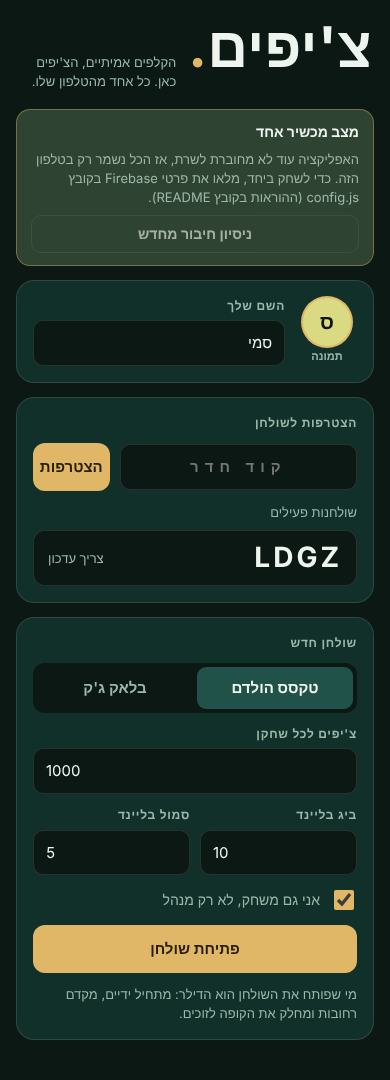 צ'יפים.
הקלפים אמיתיים, הצ'יפים
כאן. כל אחד מהטלפון שלו.
מצב מכשיר אחד
האפליקציה עוד לא מחוברת לשרת, אז הכל נשמר רק בטלפון
הזה. כדי לשחק ביחד, מלאו את פרטי Firebase בקובץ
config.js (ההוראות בקובץ README).
ניסיון חיבור מחדש
ס
תמונה
השם שלך
סמי
הצטרפות לשולחן
קוד חדר
הצטרפות
שולחנות פעילים
LDGZ
צריך עדכון
שולחן חדש
טקסס הולדם
בלאק ג'ק
צ'יפים לכל שחקן
1000
ביג בליינד
סמול בליינד
10
5
אני גם משחק, לא רק מנהל
פתיחת שולחן
מי שפותח את השולחן הוא הדילר: מתחיל ידיים, מקדם
רחובות ומחלק את הקופה לזוכים.